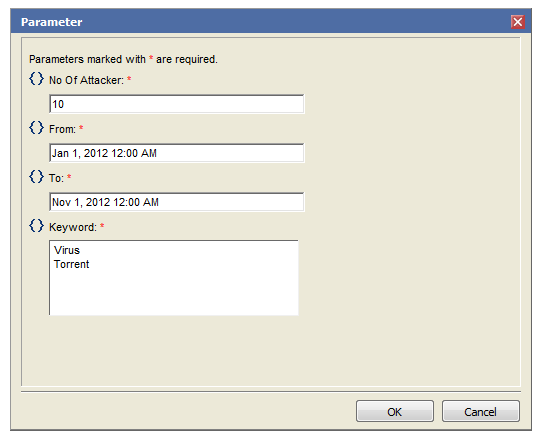 Parameter
Parameters marked with * are required.
No Of Attacker: *
10
From: *
Jan 1, 2012 12:00 AM
To: *
Nov 1, 2012 12:00 AM
Keyword: *
Virus
Torrent
OK Cancel